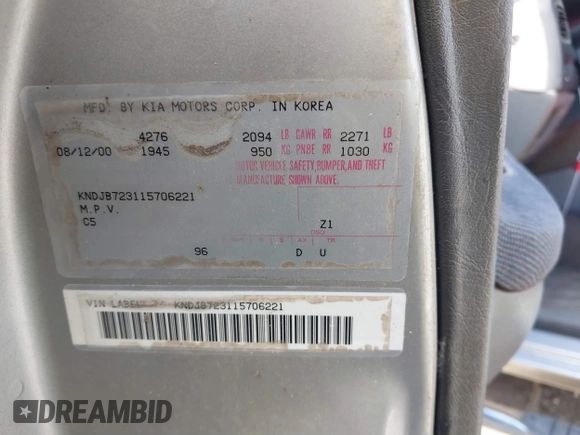 MFD. BY KIA MOTORS CORP. IN KOREA
4276 2094 LB GAWR RR 2271 LB
08/12/00 1945 950 KG P.NBE RR 1030 KG
MOTOR VEHICLE SAFETY,BUMPER,AND THEFT
MANUFACTURE SHOWN ABOVE.
KNDJB723115706221
M.P.V.
C5 Z1
96 D U
VIN LABEL KNDJB723115706221
DREAMBID